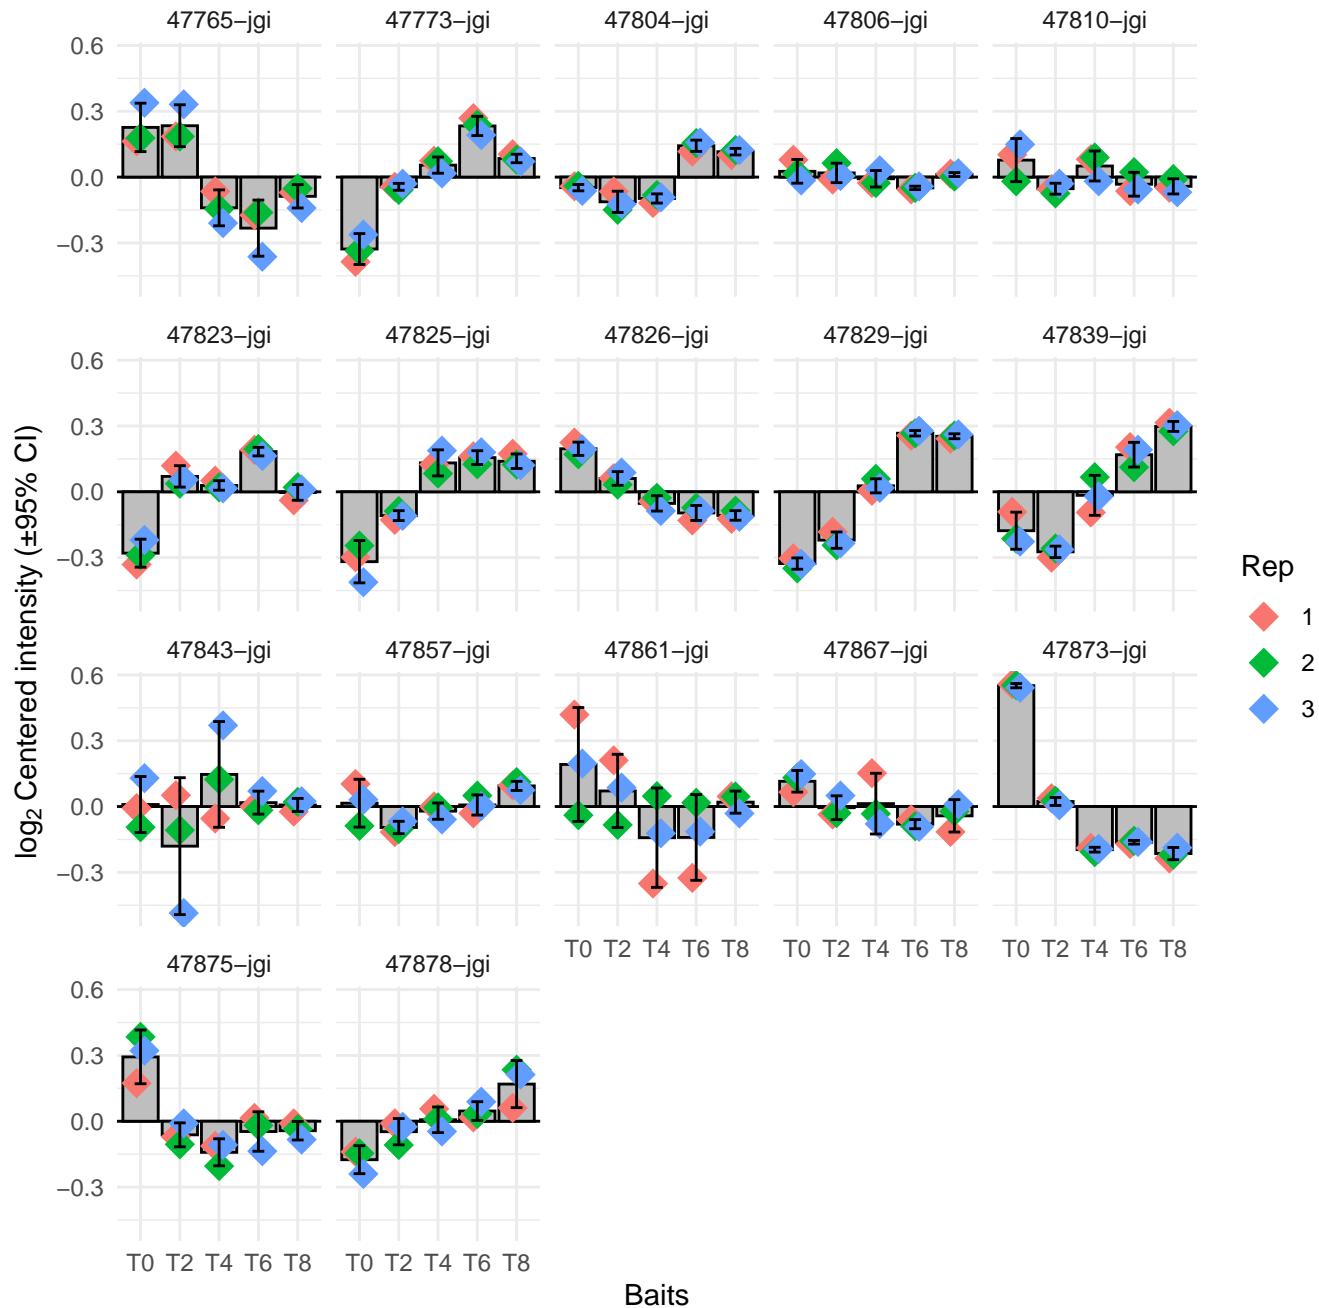 47765−jgi 47773−jgi 47804−jgi 47806−jgi 47810−jgi
0.6
0.3
0.0
−0.3
47823−jgi 47825−jgi 47826−jgi 47829−jgi 47839−jgi
0.6
0.3
0.0
−0.3
log2 Centered intensity (±95% CI)
Rep
1
2
3
47843−jgi 47857−jgi 47861−jgi 47867−jgi 47873−jgi
0.6
0.3
0.0
−0.3
T0 T2 T4 T6 T8 T0 T2 T4 T6 T8 T0 T2 T4 T6 T8
47875−jgi 47878−jgi
0.6
0.3
0.0
−0.3
T0 T2 T4 T6 T8 T0 T2 T4 T6 T8
Baits